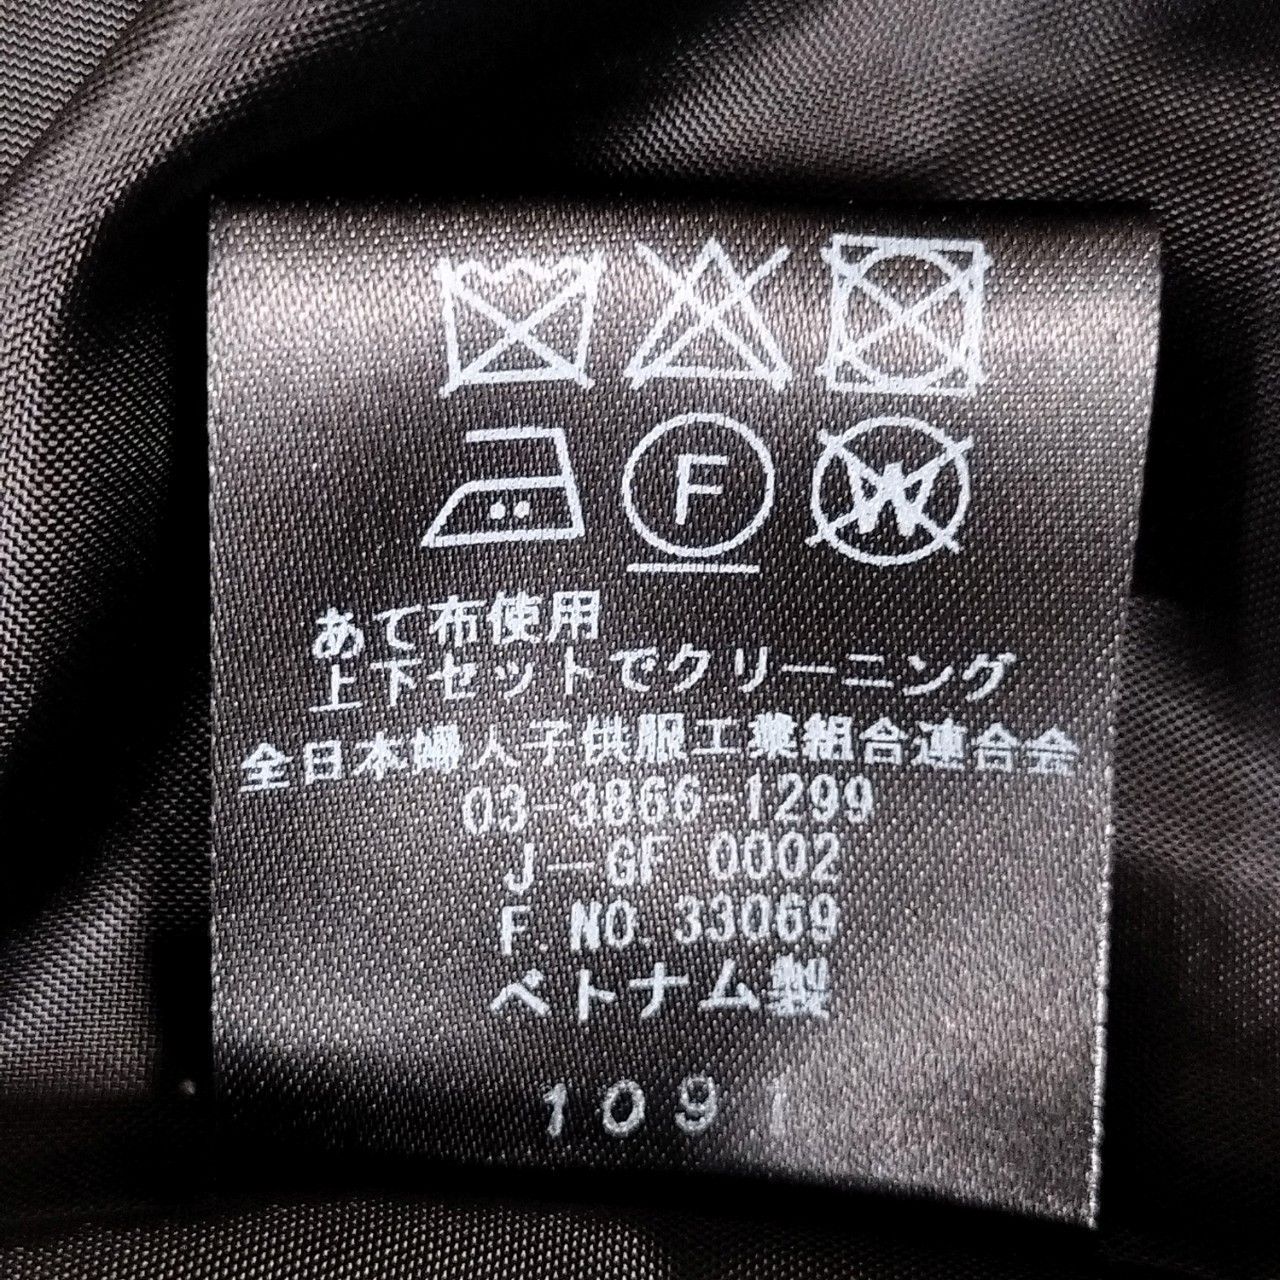 F
W
あて布使用
上下セットでクリーニング
全日本婦人子供服工業組合連合会
03-3866-1299
J-GF 0002
F. NO. 33069
ベトナム製
1091